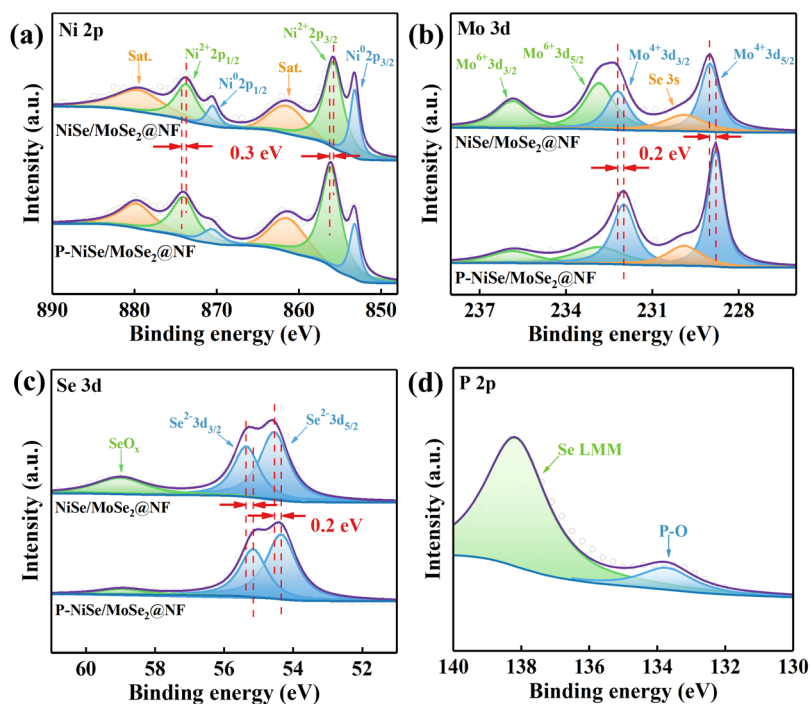 (a) Ni 2p
Ni²⁺2p₃/₂
Ni⁰2p₃/₂
Sat.
Ni²⁺2p₁/₂
Ni⁰2p₁/₂
Sat.
NiSe/MoSe₂@NF
0.3 eV
P-NiSe/MoSe₂@NF
Intensity (a.u.)
890 880 870 860 850
Binding energy (eV)
(b) Mo 3d
Mo⁶⁺3d₃/₂
Mo⁶⁺3d₅/₂
Mo⁴⁺3d₃/₂
Se 3s
Mo⁴⁺3d₅/₂
NiSe/MoSe₂@NF
0.2 eV
P-NiSe/MoSe₂@NF
Intensity (a.u.)
237 234 231 228
Binding energy (eV)
(c) Se 3d
SeOₓ
Se²⁻3d₃/₂
Se²⁻3d₅/₂
NiSe/MoSe₂@NF
0.2 eV
P-NiSe/MoSe₂@NF
Intensity (a.u.)
60 58 56 54 52
Binding energy (eV)
(d) P 2p
Se LMM
P-O
Intensity (a.u.)
140 138 136 134 132 130
Binding energy (eV)